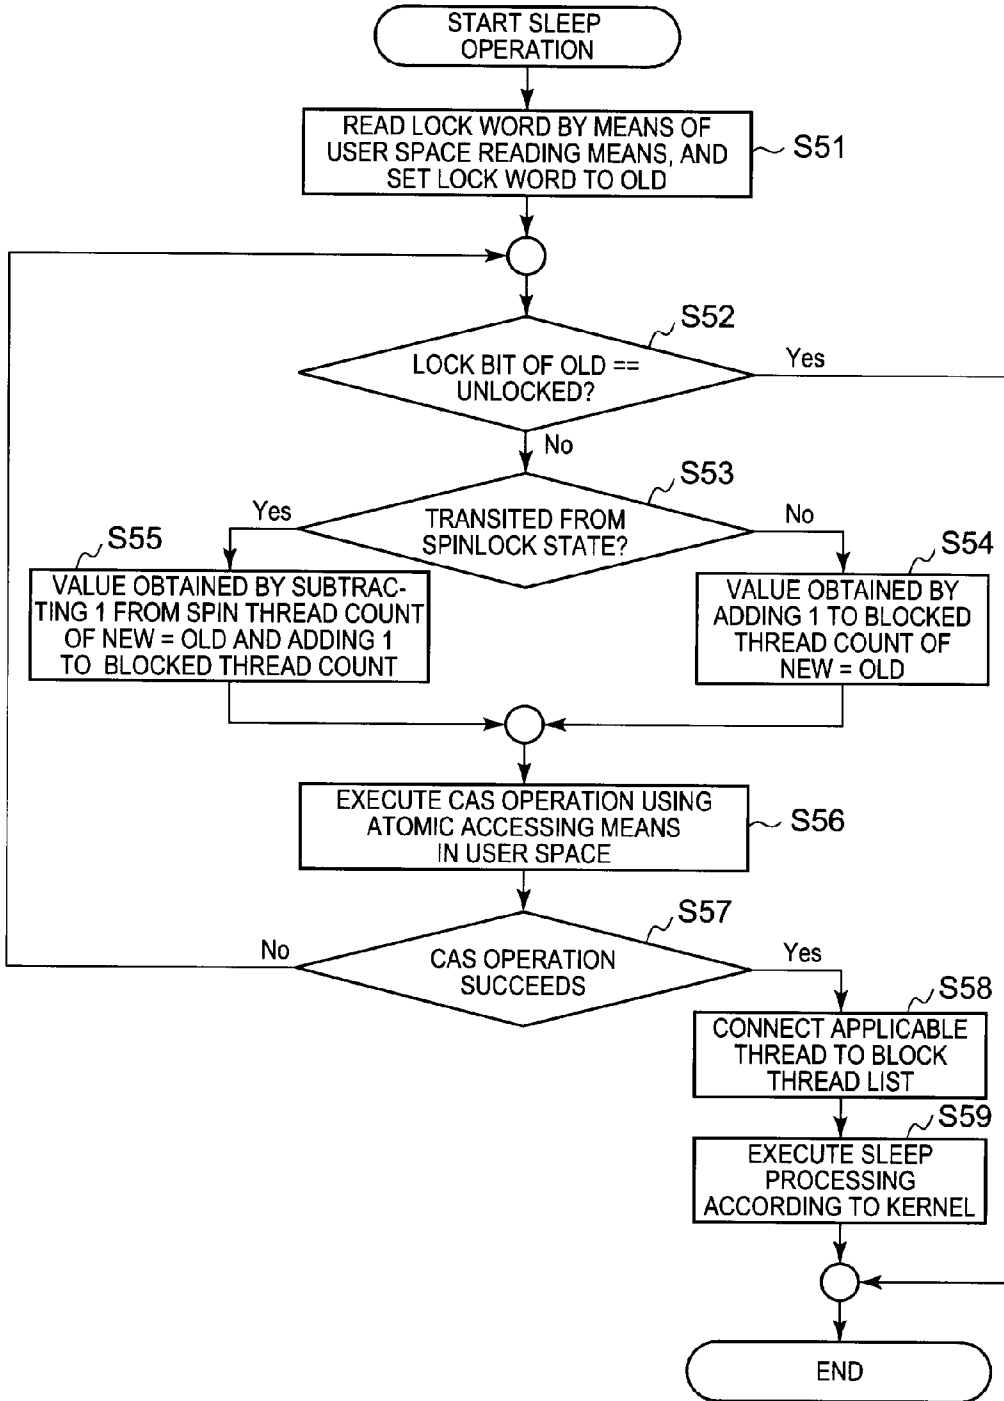 START SLEEP
OPERATION
READ LOCK WORD BY MEANS OF
USER SPACE READING MEANS, AND
SET LOCK WORD TO OLD
S51
S52
LOCK BIT OF OLD ==
UNLOCKED?
Yes
No
S53
TRANSITED FROM
SPINLOCK STATE?
Yes
No
S55
VALUE OBTAINED BY SUBTRAC-
TING 1 FROM SPIN THREAD COUNT
OF NEW = OLD AND ADDING 1
TO BLOCKED THREAD COUNT
S54
VALUE OBTAINED BY
ADDING 1 TO BLOCKED
THREAD COUNT OF
NEW = OLD
EXECUTE CAS OPERATION USING
ATOMIC ACCESSING MEANS
IN USER SPACE
S56
S57
No
CAS OPERATION
SUCCEEDS
Yes
S58
CONNECT APPLICABLE
THREAD TO BLOCK
THREAD LIST
S59
EXECUTE SLEEP
PROCESSING
ACCORDING TO KERNEL
END